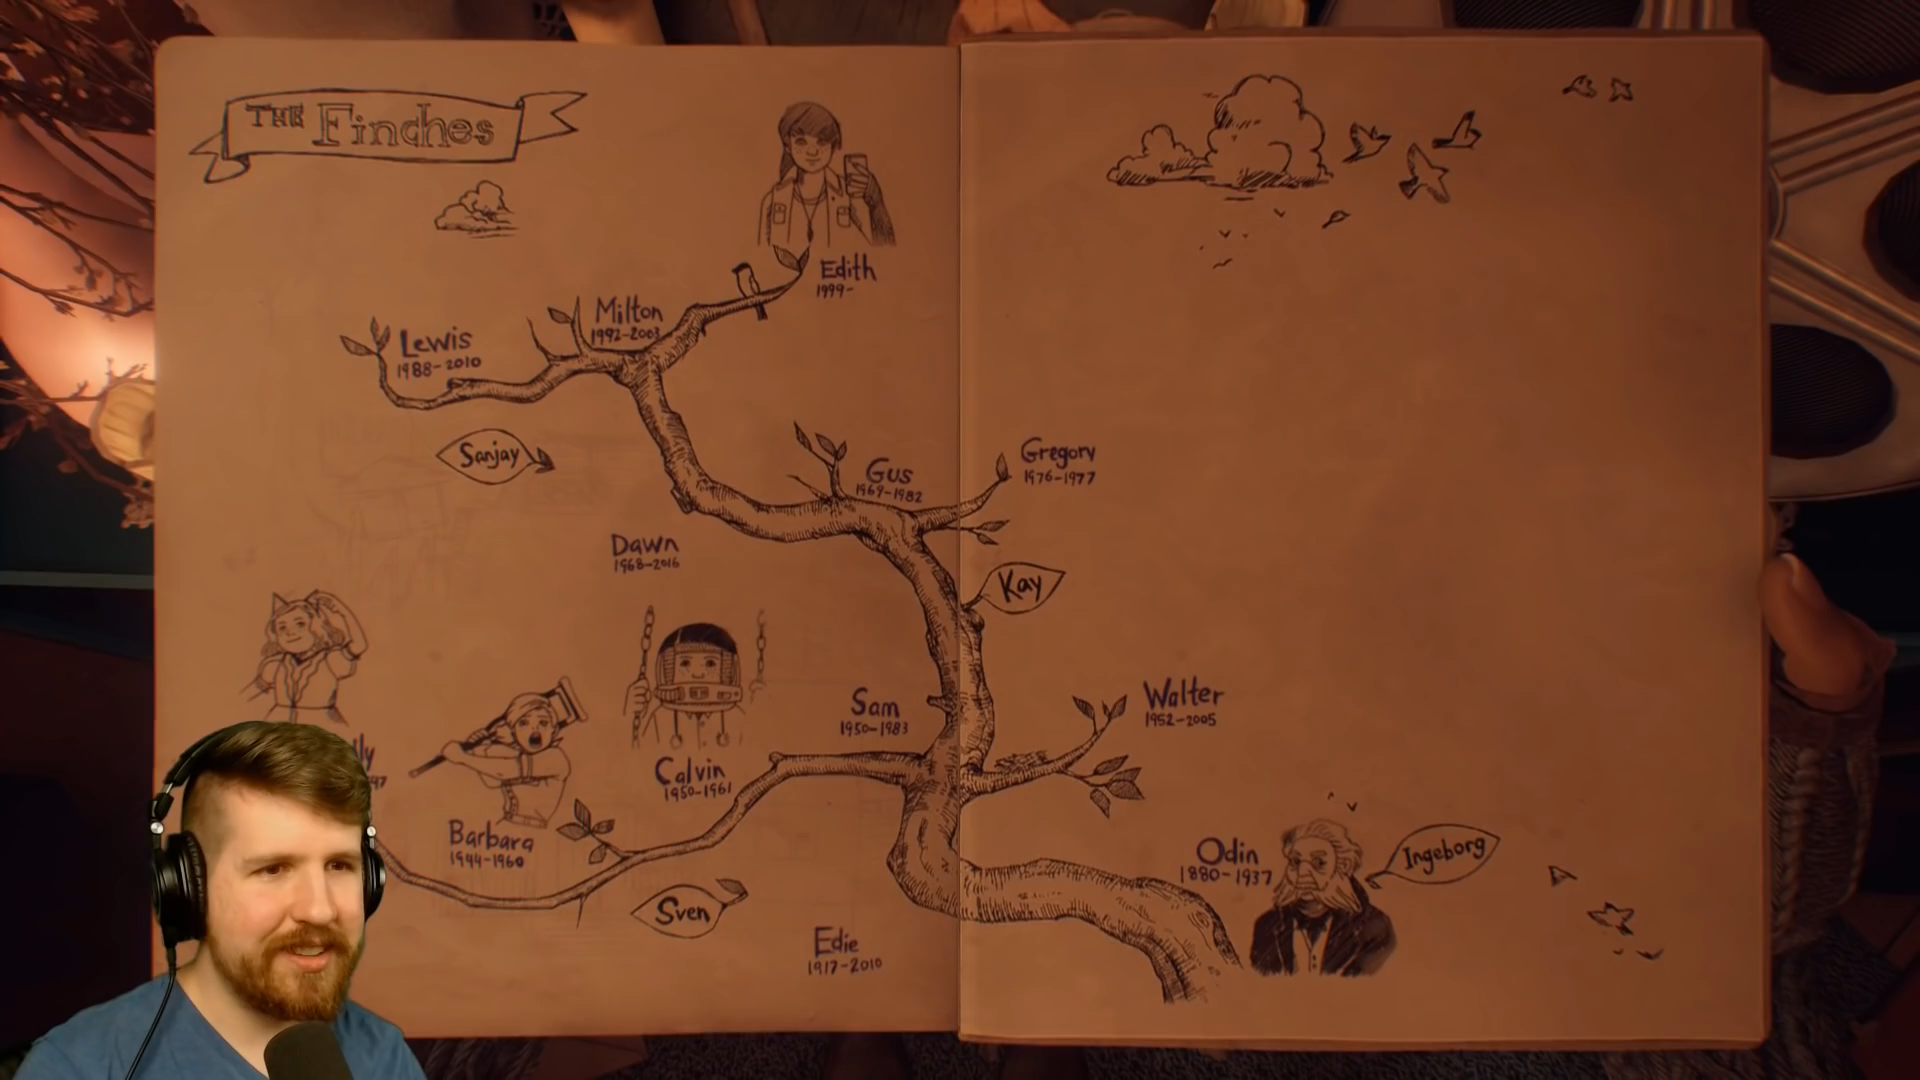 THE Finches
Edith
1999-
Milton
1992-2003
Lewis
1988-2010
Sanjay
Gus
1969-1982
Gregory
1976-1977
Dawn
1968-2016
Kay
Sam
1950-1983
Walter
1952-2005
Calvin
1950-1961
Barbara
1944-1960
Odin
1880-1937
Ingeborg
Sven
Edie
1917-2010